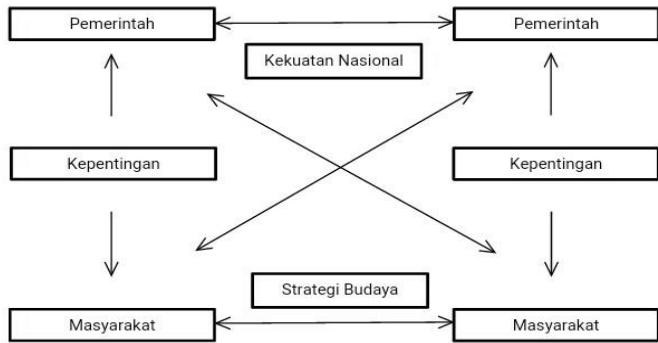 Pemerintah
Pemerintah
Kekuatan Nasional
Kepentingan
Kepentingan
Strategi Budaya
Masyarakat
Masyarakat